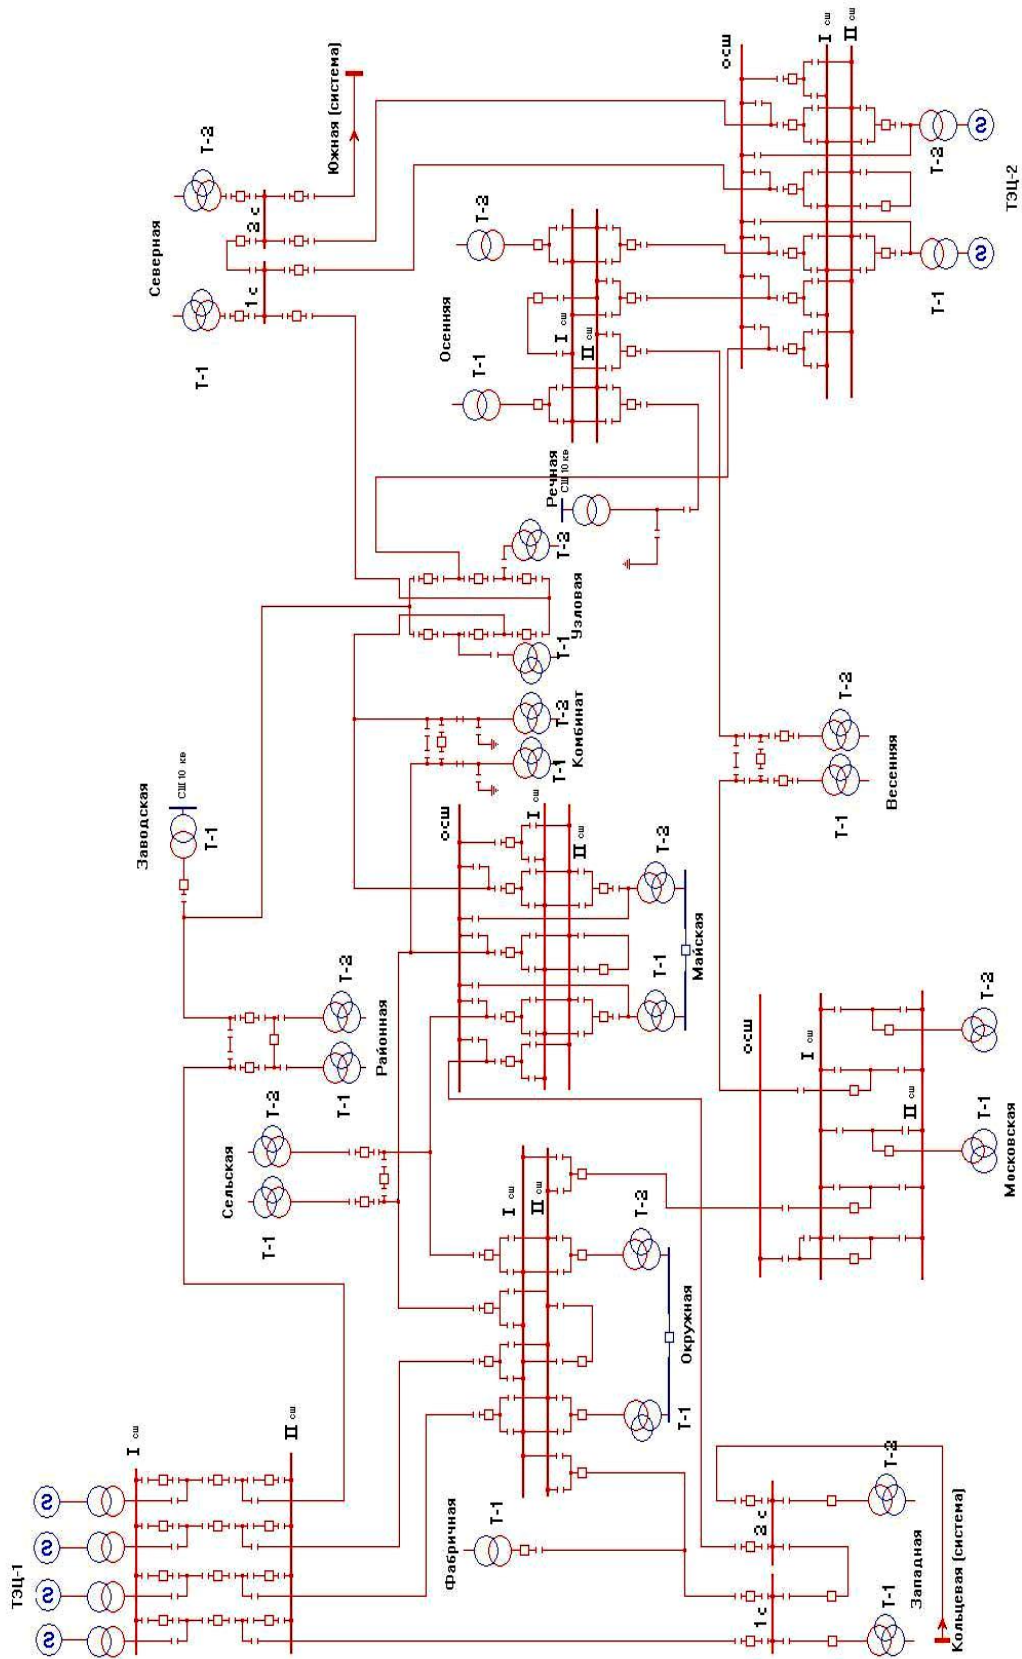 ТЭЦ-1
S
S
S
S
I сш
II сш
Заводская
СШ 10 кв
Т-1
Северная
Т-1
Т-2
1 с
2 с
Южная (система)
Сельская
Т-1
Т-2
Районная
Т-1
Т-2
Фабричная
Т-1
Окружная
I сш
II сш
Т-1
Т-2
Майская
ОСШ
I сш
II сш
Т-1
Т-2
Комбинат
Т-1
Т-2
Узловая
Т-1
Т-2
Речная
СШ 10 кв
Осенняя
Т-1
Т-2
I сш
II сш
ОСШ
I сш
II сш
Т-1
Т-2
S
S
ТЭЦ-2
Западная
1 с
2 с
Т-1
Т-2
Кольцевая (система)
Московская
ОСШ
I сш
II сш
Т-1
Т-2
Весенняя
Т-1
Т-2